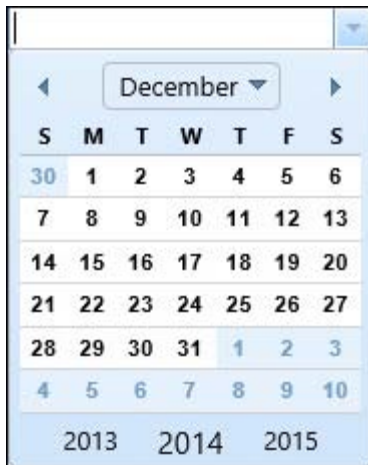 December
S M T W T F S
30 1 2 3 4 5 6
7 8 9 10 11 12 13
14 15 16 17 18 19 20
21 22 23 24 25 26 27
28 29 30 31 1 2 3
4 5 6 7 8 9 10
2013 2014 2015